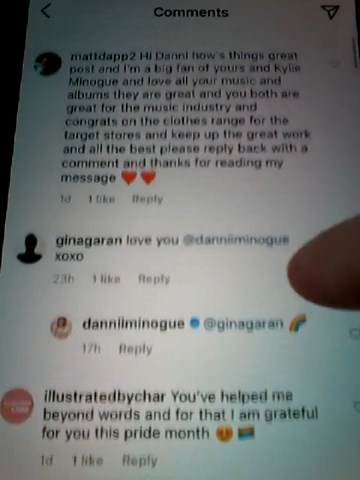 Comments
mattdapp2 Hi Danni how's things great
post and I'm a big fan of yours and Kylie
Minogue and love all your music and
albums they are great and you both are
great for the music industry and
congrats on the clothes range for the
target stores and keep up the great work
and all the best please reply back with a
comment and thanks for reading my
message ❤️❤️
1d 1 like Reply
ginagaran love you @danniiminogue
xoxo
23h 1 like Reply
danniiminogue @ginagaran 🌈
17h Reply
illustratedbychar You've helped me
beyond words and for that I am grateful
for you this pride month 😍 🏳️‍🌈
1d 1 like Reply